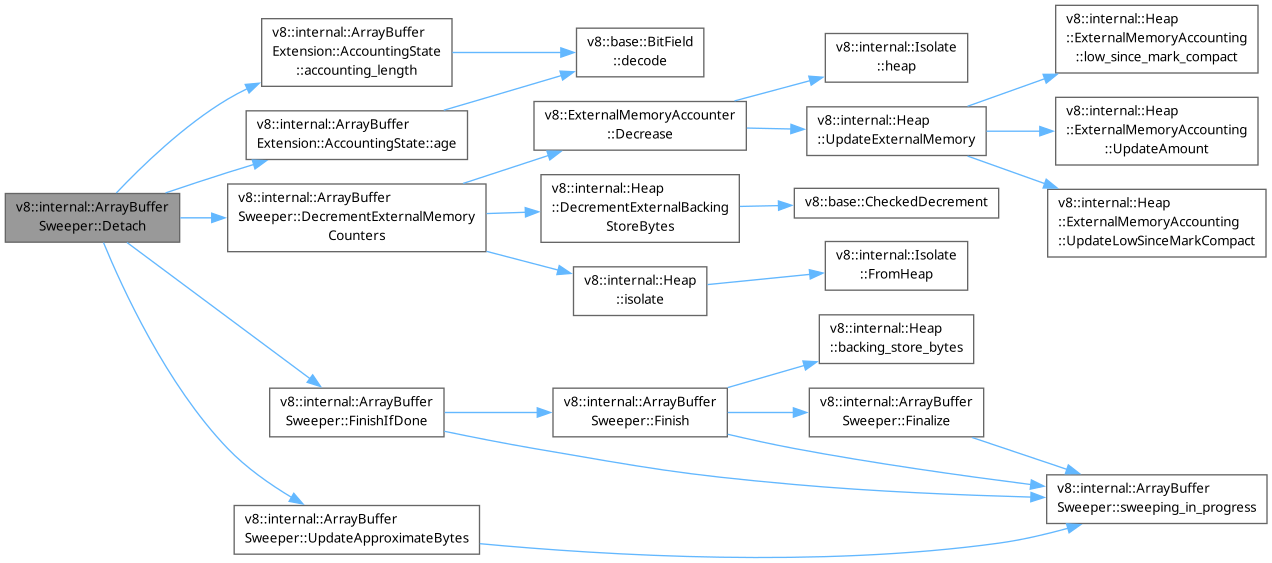 v8::internal::ArrayBuffer
Sweeper::Detach
v8::internal::ArrayBuffer
Extension::AccountingState
::accounting_length
v8::base::BitField
::decode
v8::internal::ArrayBuffer
Extension::AccountingState::age
v8::internal::ArrayBuffer
Sweeper::DecrementExternalMemory
Counters
v8::ExternalMemoryAccounter
::Decrease
v8::internal::Isolate
::heap
v8::internal::Heap
::UpdateExternalMemory
v8::internal::Heap
::ExternalMemoryAccounting
::low_since_mark_compact
v8::internal::Heap
::ExternalMemoryAccounting
::UpdateAmount
v8::internal::Heap
::ExternalMemoryAccounting
::UpdateLowSinceMarkCompact
v8::internal::Heap
::DecrementExternalBacking
StoreBytes
v8::base::CheckedDecrement
v8::internal::Heap
::isolate
v8::internal::Isolate
::FromHeap
v8::internal::ArrayBuffer
Sweeper::FinishIfDone
v8::internal::ArrayBuffer
Sweeper::Finish
v8::internal::Heap
::backing_store_bytes
v8::internal::ArrayBuffer
Sweeper::Finalize
v8::internal::ArrayBuffer
Sweeper::sweeping_in_progress
v8::internal::ArrayBuffer
Sweeper::UpdateApproximateBytes